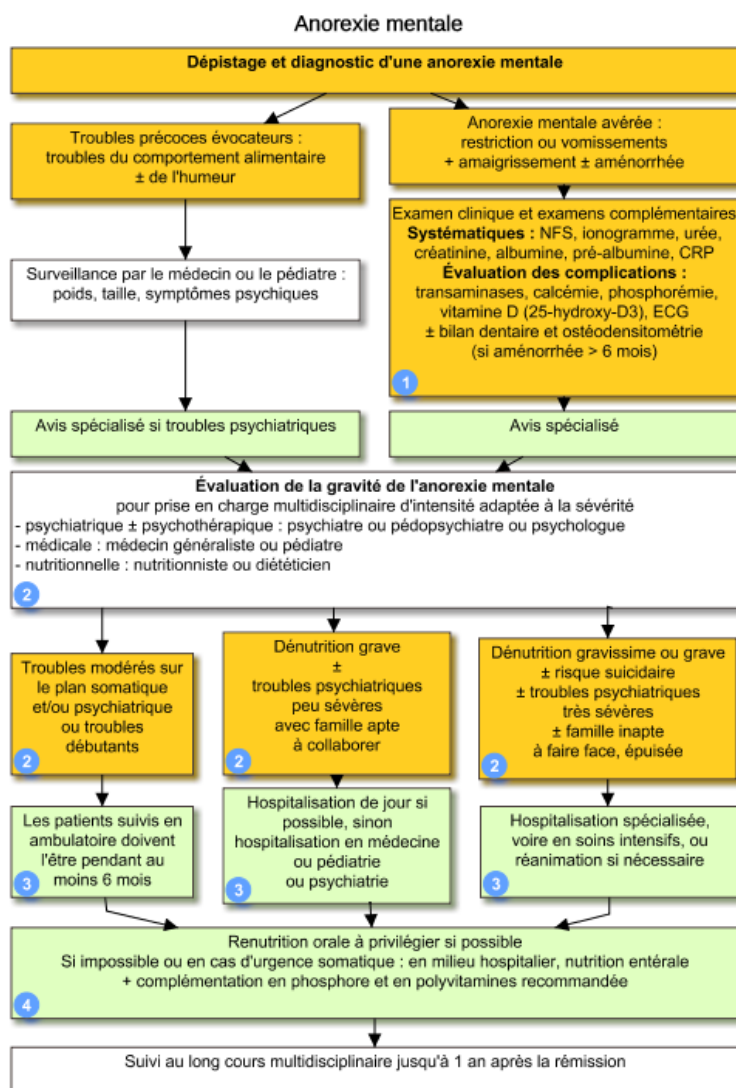 Anorexie mentale
Dépistage et diagnostic d'une anorexie mentale
Troubles précoces évocateurs :
troubles du comportement alimentaire
± de l'humeur
Anorexie mentale avérée :
restriction ou vomissements
+ amaigrissement ± aménorrhée
Examen clinique et examens complémentaires
Systématiques : NFS, ionogramme, urée,
créatinine, albumine, pré-albumine, CRP
Évaluation des complications :
transaminases, calcémie, phosphorémie,
vitamine D (25-hydroxy-D3), ECG
± bilan dentaire et ostéodensitométrie
(si aménorrhée > 6 mois)
1
Surveillance par le médecin ou le pédiatre :
poids, taille, symptômes psychiques
Avis spécialisé si troubles psychiatriques
Avis spécialisé
Évaluation de la gravité de l'anorexie mentale
pour prise en charge multidisciplinaire d'intensité adaptée à la sévérité
- psychiatrique ± psychothérapique : psychiatre ou pédopsychiatre ou psychologue
- médicale : médecin généraliste ou pédiatre
- nutritionnelle : nutritionniste ou diététicien
2
Troubles modérés sur
le plan somatique
et/ou psychiatrique
ou troubles
débutants
2
Dénutrition grave
±
troubles psychiatriques
peu sévères
avec famille apte
à collaborer
2
Dénutrition gravissime ou grave
± risque suicidaire
± troubles psychiatriques
très sévères
± famille inapte
à faire face, épuisée
2
Les patients suivis en
ambulatoire doivent
l'être pendant au
moins 6 mois
3
Hospitalisation de jour si
possible, sinon
hospitalisation en médecine
ou pédiatrie
ou psychiatrie
3
Hospitalisation spécialisée,
voire en soins intensifs, ou
réanimation si nécessaire
3
Renutrition orale à privilégier si possible
Si impossible ou en cas d'urgence somatique : en milieu hospitalier, nutrition entérale
+ complémentation en phosphore et en polyvitamines recommandée
4
Suivi au long cours multidisciplinaire jusqu'à 1 an après la rémission